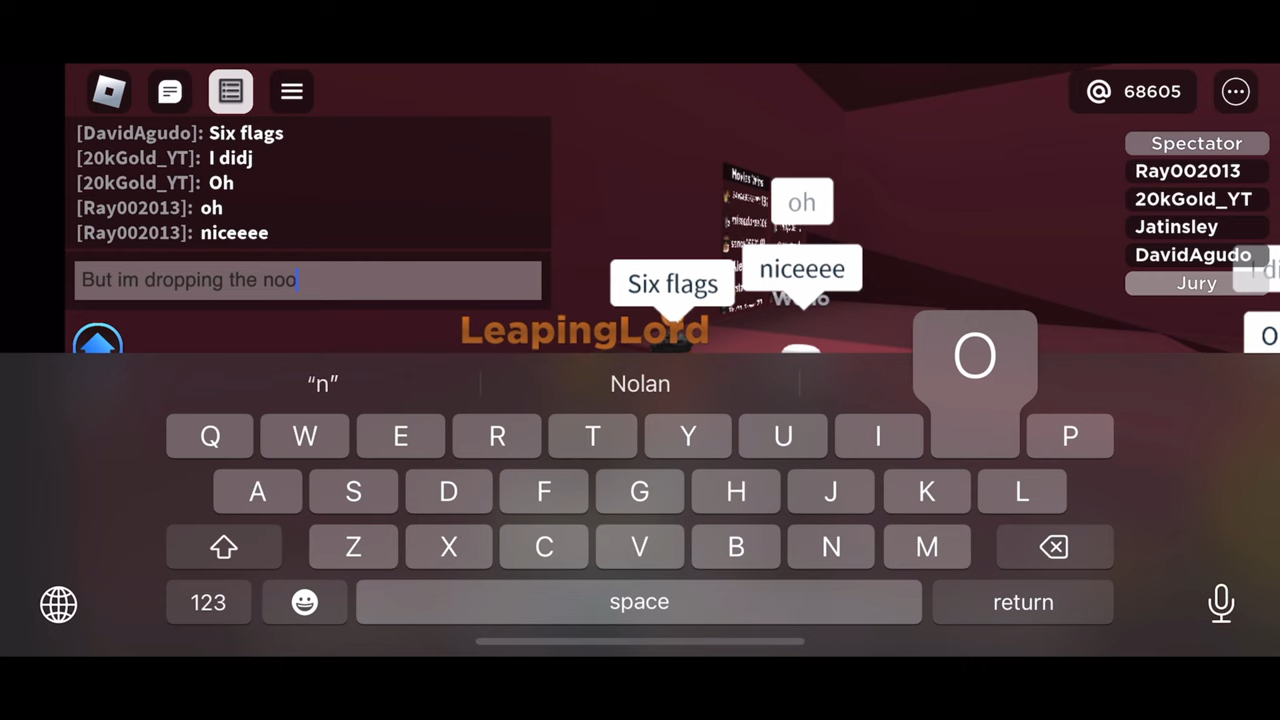 68605
[DavidAgudo]: Six flags
[20kGold_YT]: I didj
[20kGold_YT]: Oh
[Ray002013]: oh
[Ray002013]: niceeee
But im dropping the noo
Spectator
Ray002013
20kGold_YT
Jatinsley
DavidAgudo
Jury
oh
niceeee
Six flags
LeapingLord
O
“n”
Nolan
O
Q W E R T Y U I P
A S D F G H J K L
Z X C V B N M
123
space
return